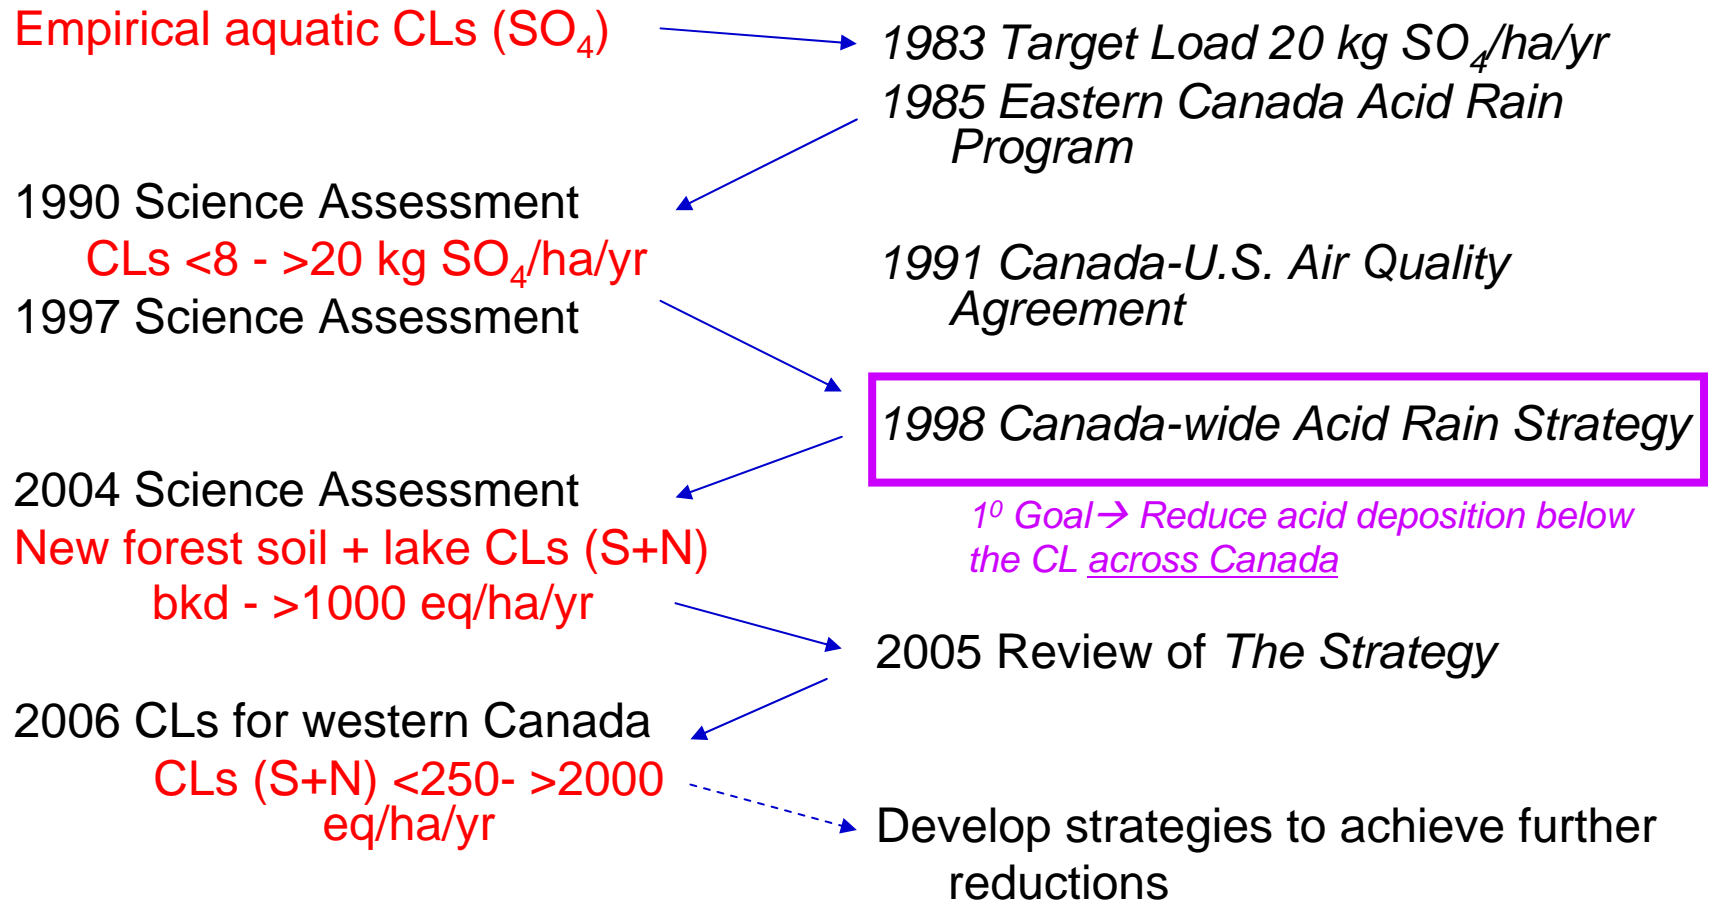 Empirical aquatic CLs (SO₄)
1983 Target Load 20 kg SO₄/ha/yr
1985 Eastern Canada Acid Rain
Program
1990 Science Assessment
CLs <8 - >20 kg SO₄/ha/yr
1991 Canada-U.S. Air Quality
Agreement
1997 Science Assessment
1998 Canada-wide Acid Rain Strategy
1⁰ Goal→ Reduce acid deposition below
the CL across Canada
2004 Science Assessment
New forest soil + lake CLs (S+N)
bkd - >1000 eq/ha/yr
2005 Review of The Strategy
2006 CLs for western Canada
CLs (S+N) <250- >2000
eq/ha/yr
Develop strategies to achieve further
reductions